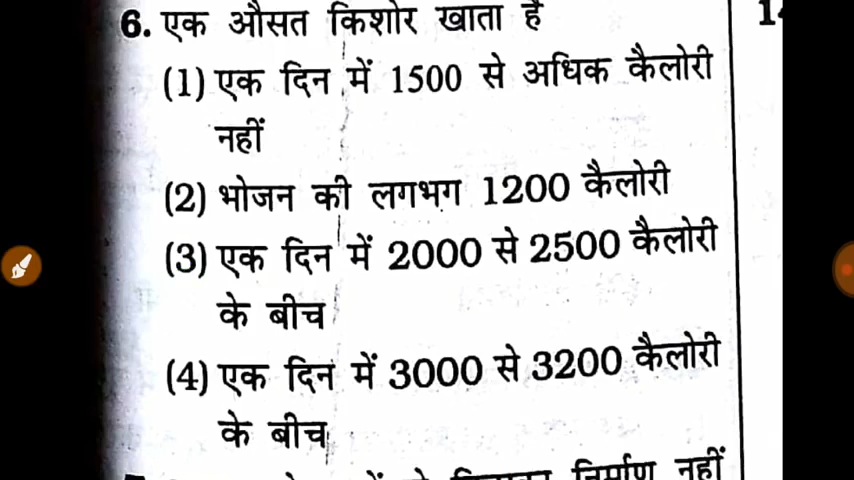 6. एक औसत किशोर खाता है
(1) एक दिन में 1500 से अधिक कैलोरी
नहीं
(2) भोजन की लगभग 1200 कैलोरी
(3) एक दिन में 2000 से 2500 कैलोरी
के बीच
(4) एक दिन में 3000 से 3200 कैलोरी
के बीच
निर्माण नहीं